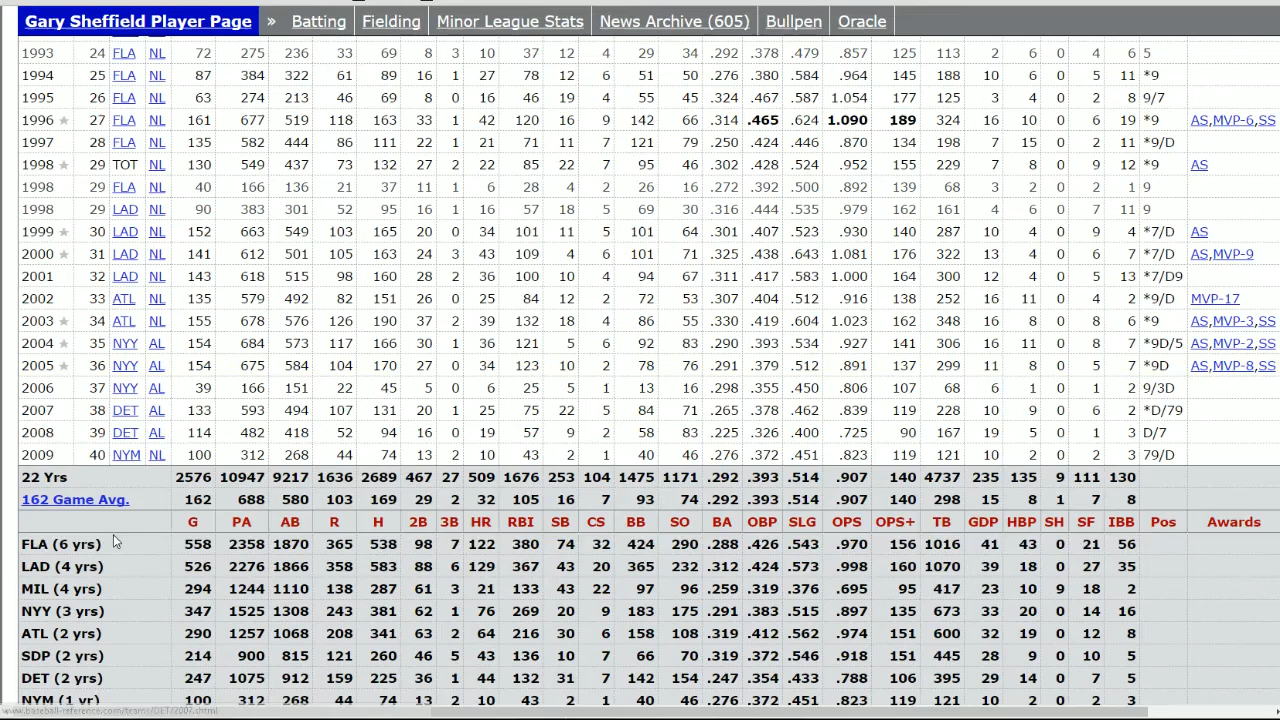 Gary Sheffield Player Page » Batting Fielding Minor League Stats News Archive (605) Bullpen Oracle
1993 24 FLA NL 72 275 236 33 69 8 3 10 37 12 4 29 34 .292 .378 .479 .857 125 113 2 6 0 4 6 5
1994 25 FLA NL 87 384 322 61 89 16 1 27 78 12 6 51 50 .276 .380 .584 .964 145 188 10 6 0 5 11 *9
1995 26 FLA NL 63 274 213 46 69 8 0 16 46 19 4 55 45 .324 .467 .587 1.054 177 125 3 4 0 2 8 9/7
1996 ★ 27 FLA NL 161 677 519 118 163 33 1 42 120 16 9 142 66 .314 .465 .624 1.090 189 324 16 10 0 6 19 *9 AS,MVP-6,SS
1997 28 FLA NL 135 582 444 86 111 22 1 21 71 11 7 121 79 .250 .424 .446 .870 134 198 7 15 0 2 11 *9/D
1998 ★ 29 TOT NL 130 549 437 73 132 27 2 22 85 22 7 95 46 .302 .428 .524 .952 155 229 7 8 0 9 12 *9 AS
1998 29 FLA NL 40 166 136 21 37 11 1 6 28 4 2 26 16 .272 .392 .500 .892 139 68 3 2 0 2 1 9
1998 29 LAD NL 90 383 301 52 95 16 1 16 57 18 5 69 30 .316 .444 .535 .979 162 161 4 6 0 7 11 9
1999 ★ 30 LAD NL 152 663 549 103 165 20 0 34 101 11 5 101 64 .301 .407 .523 .930 140 287 10 4 0 9 4 *7/D AS
2000 ★ 31 LAD NL 141 612 501 105 163 24 3 43 109 4 6 101 71 .325 .438 .643 1.081 176 322 13 4 0 6 7 *7/D AS,MVP-9
2001 32 LAD NL 143 618 515 98 160 28 2 36 100 10 4 94 67 .311 .417 .583 1.000 164 300 12 4 0 5 13 *7/D9
2002 33 ATL NL 135 579 492 82 151 26 0 25 84 12 2 72 53 .307 .404 .512 .916 138 252 16 11 0 4 2 *9/D MVP-17
2003 ★ 34 ATL NL 155 678 576 126 190 37 2 39 132 18 4 86 55 .330 .419 .604 1.023 162 348 16 8 0 8 6 *9 AS,MVP-3,SS
2004 ★ 35 NYY AL 154 684 573 117 166 30 1 36 121 5 6 92 83 .290 .393 .534 .927 141 306 16 11 0 8 7 *9D/5 AS,MVP-2,SS
2005 ★ 36 NYY AL 154 675 584 104 170 27 0 34 123 10 2 78 76 .291 .379 .512 .891 137 299 11 8 0 5 7 *9D AS,MVP-8,SS
2006 37 NYY AL 39 166 151 22 45 5 0 6 25 5 1 13 16 .298 .355 .450 .806 107 68 6 1 0 1 2 9/3D
2007 38 DET AL 133 593 494 107 131 20 1 25 75 22 5 84 71 .265 .378 .462 .839 119 228 10 9 0 6 2 *D/79
2008 39 DET AL 114 482 418 52 94 16 0 19 57 9 2 58 83 .225 .326 .400 .725 90 167 19 5 0 1 3 D/7
2009 40 NYM NL 100 312 268 44 74 13 2 10 43 2 1 40 46 .276 .372 .451 .823 119 121 10 2 0 2 3 79/D
22 Yrs 2576 10947 9217 1636 2689 467 27 509 1676 253 104 1475 1171 .292 .393 .514 .907 140 4737 235 135 9 111 130
162 Game Avg. 162 688 580 103 169 29 2 32 105 16 7 93 74 .292 .393 .514 .907 140 298 15 8 1 7 8
G PA AB R H 2B 3B HR RBI SB CS BB SO BA OBP SLG OPS OPS+ TB GDP HBP SH SF IBB Pos Awards
FLA (6 yrs) 558 2358 1870 365 538 98 7 122 380 74 32 424 290 .288 .426 .543 .970 156 1016 41 43 0 21 56
LAD (4 yrs) 526 2276 1866 358 583 88 6 129 367 43 20 365 232 .312 .424 .573 .998 160 1070 39 18 0 27 35
MIL (4 yrs) 294 1244 1110 138 287 61 3 21 133 43 22 97 96 .259 .319 .376 .695 95 417 23 10 9 18 2
NYY (3 yrs) 347 1525 1308 243 381 62 1 76 269 20 9 183 175 .291 .383 .515 .897 135 673 33 20 0 14 16
ATL (2 yrs) 290 1257 1068 208 341 63 2 64 216 30 6 158 108 .319 .412 .562 .974 151 600 32 19 0 12 8
SDP (2 yrs) 214 900 815 121 260 46 5 43 136 10 7 66 70 .319 .372 .546 .918 151 445 28 9 0 10 5
DET (2 yrs) 247 1075 912 159 225 36 1 44 132 31 7 142 154 .247 .354 .433 .788 106 395 29 14 0 7 5
NYM (1 yr) 100 312 268 44 74 13 2 10 43 2 1 40 46 .276 .372 .451 .823 119 121 10 2 0 2 3
www.baseball-reference.com/teams/DET/2007.shtml